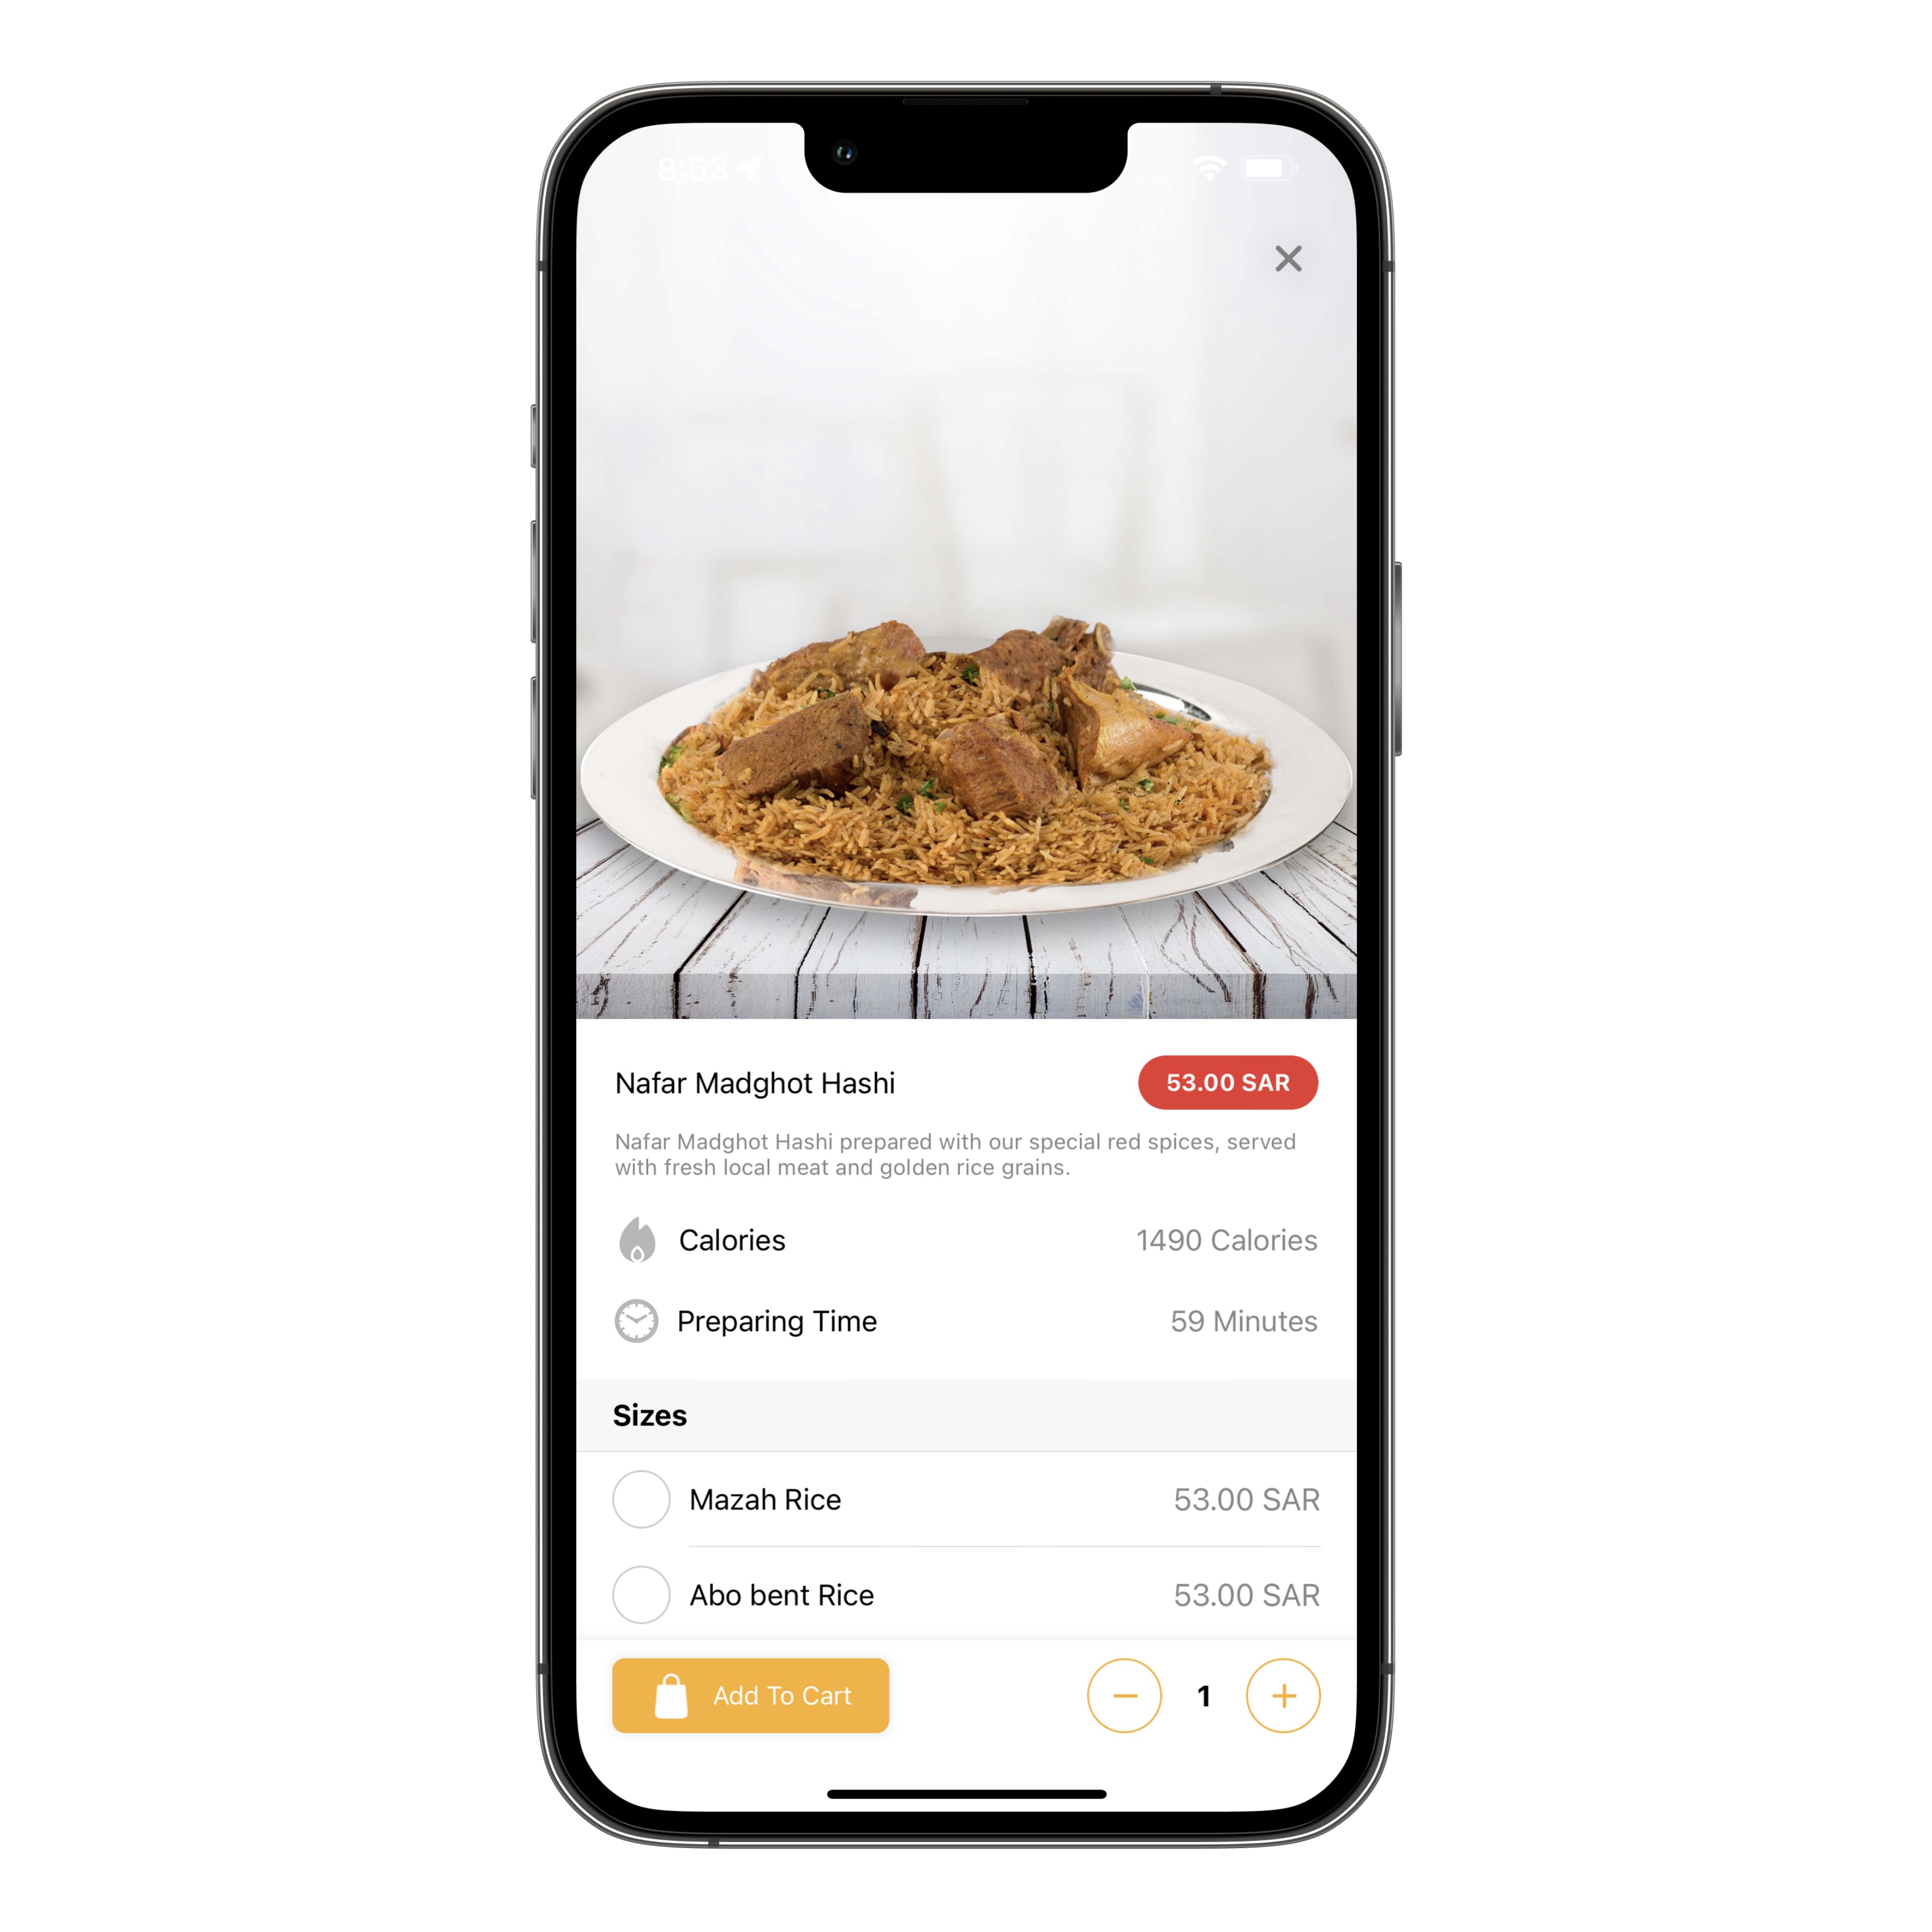 8:53
Nafar Madghot Hashi
53.00 SAR
Nafar Madghot Hashi prepared with our special red spices, served
with fresh local meat and golden rice grains.
Calories
1490 Calories
Preparing Time
59 Minutes
Sizes
Mazah Rice
53.00 SAR
Abo bent Rice
53.00 SAR
Add To Cart
1